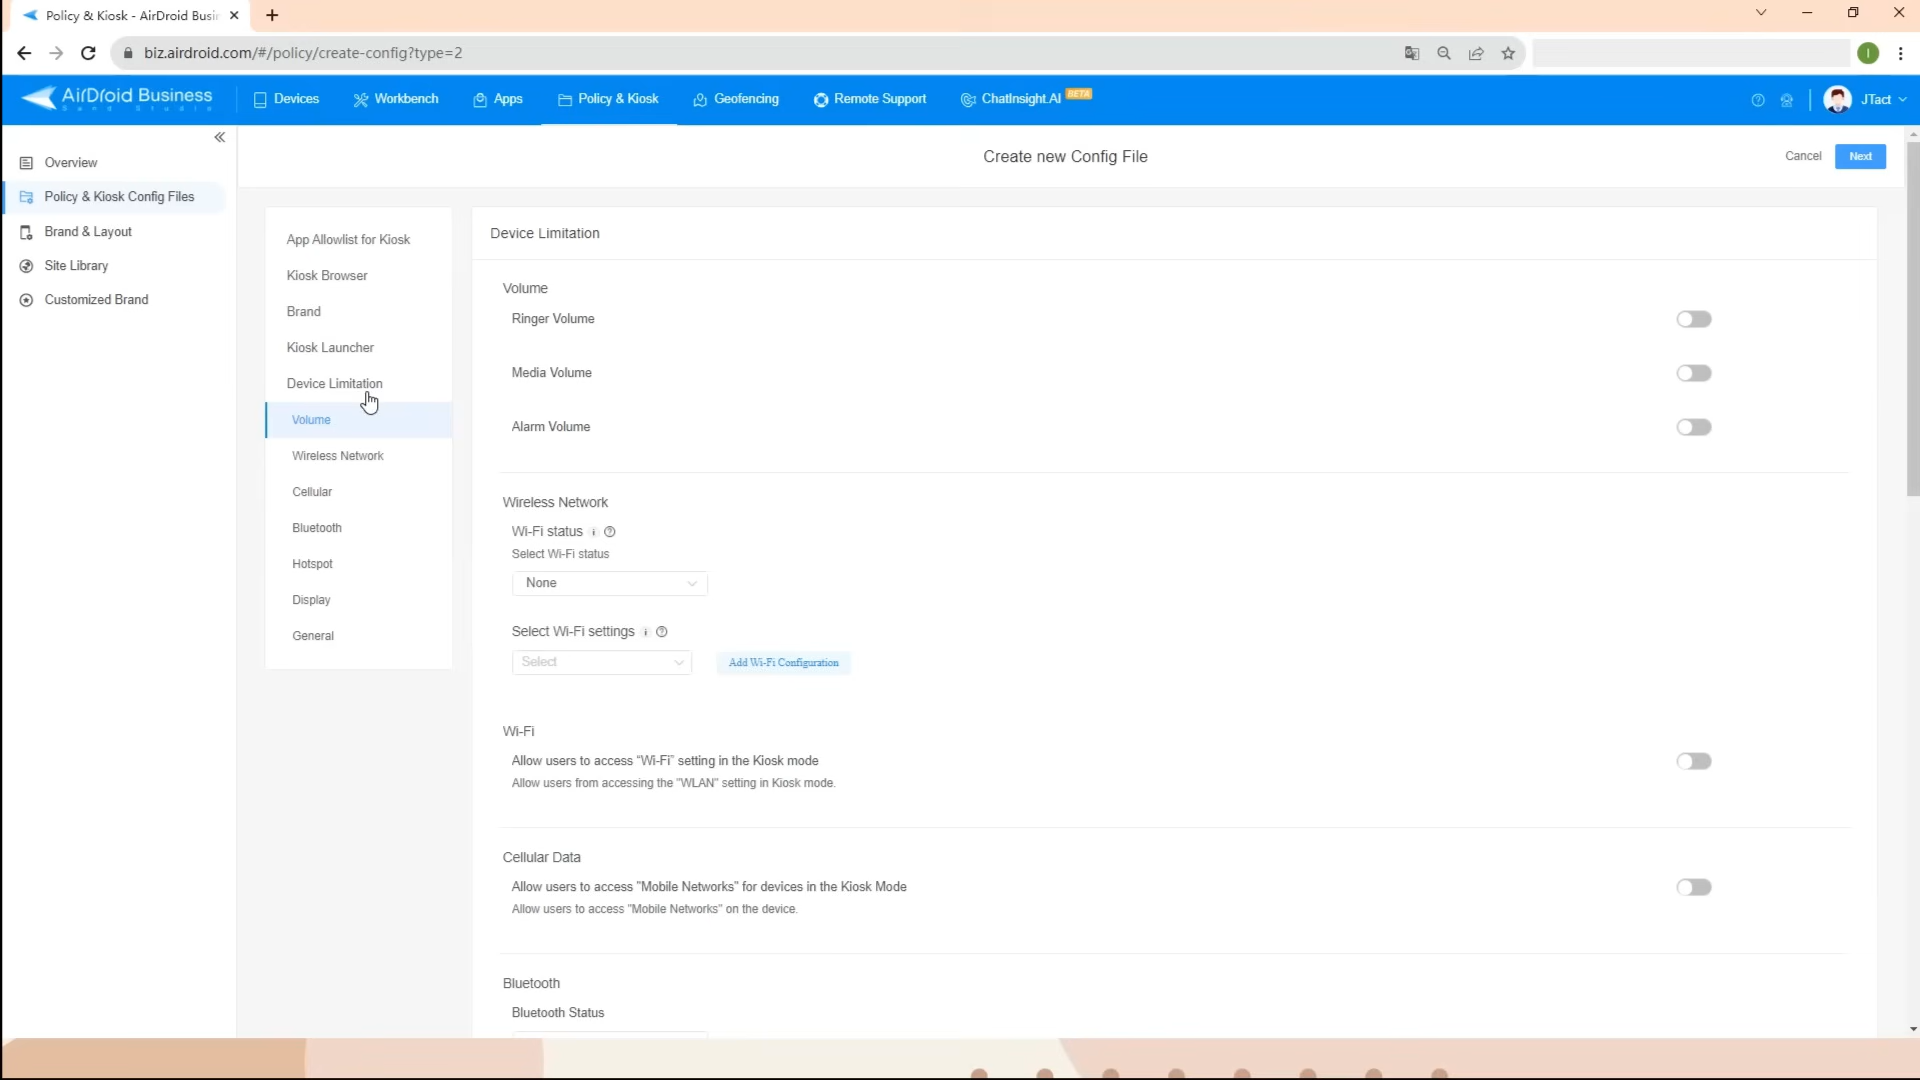 Policy & Kiosk - AirDroid Busin
biz.airdroid.com/#/policy/create-config?type=2
I
AirDroid Business
Sand Studio
Devices
Workbench
Apps
Policy & Kiosk
Geofencing
Remote Support
ChatInsight.AI
BETA
JTact
Overview
Policy & Kiosk Config Files
Brand & Layout
Site Library
Customized Brand
Create new Config File
Cancel
Next
App Allowlist for Kiosk
Kiosk Browser
Brand
Kiosk Launcher
Device Limitation
Volume
Wireless Network
Cellular
Bluetooth
Hotspot
Display
General
Device Limitation
Volume
Ringer Volume
Media Volume
Alarm Volume
Wireless Network
Wi-Fi status
Select Wi-Fi status
None
Select Wi-Fi settings
Select
Add Wi-Fi Configuration
Wi-Fi
Allow users to access “Wi-Fi” setting in the Kiosk mode
Allow users from accessing the "WLAN" setting in Kiosk mode.
Cellular Data
Allow users to access "Mobile Networks" for devices in the Kiosk Mode
Allow users to access "Mobile Networks" on the device.
Bluetooth
Bluetooth Status